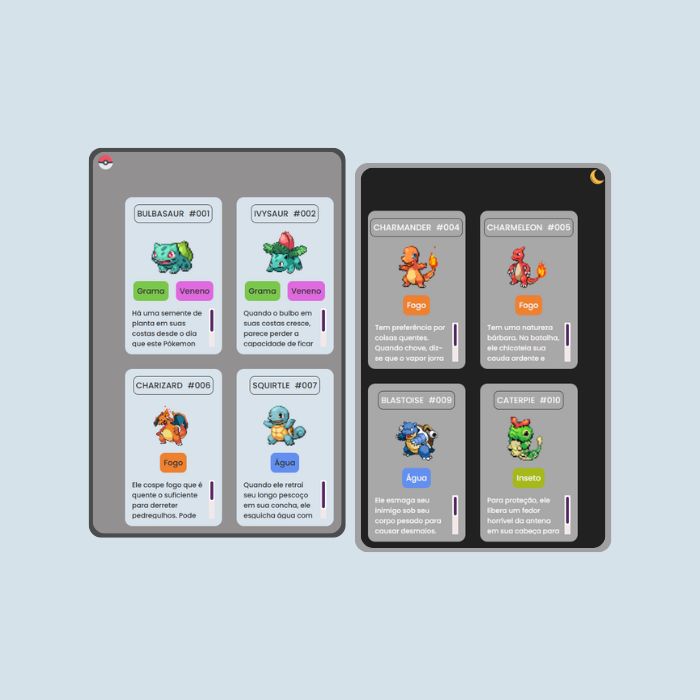 BULBASAUR #001
Grama Veneno
Há uma semente de
planta em suas
costas desde o dia
que este Pókemon
IVYSAUR #002
Grama Veneno
Quando o bulbo em
suas costas cresce,
parece perder a
capacidade de ficar
CHARIZARD #006
Fogo
Ele cospe fogo que é
quente o suficiente
para derreter
pedregulhos. Pode
SQUIRTLE #007
Água
Quando ele retrai
seu longo pescoço
em sua concha, ele
esguicha água com
CHARMANDER #004
Fogo
Tem preferência por
coisas quentes.
Quando chove, diz-
se que o vapor jorra
CHARMELEON #005
Fogo
Tem uma natureza
bárbara. Na batalha,
ele chicoteia sua
cauda ardente e
BLASTOISE #009
Água
Ele esmaga seu
inimigo sob seu
corpo pesado para
causar desmaios.
CATERPIE #010
Inseto
Para proteção, ele
libera um fedor
horrível da antena
em sua cabeça para